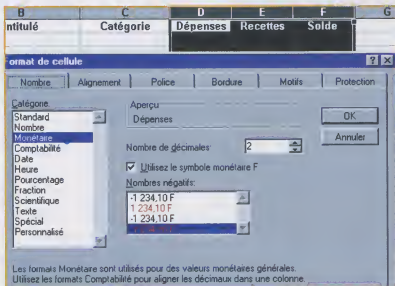 B C D E F G
ntitulé Catégorie Dépenses Recettes Solde
ormat de cellule ? ×
Nombre Alignement Police Bordure Motifs Protection
Catégorie:
Standard
Nombre
Monétaire
Comptabilité
Date
Heure
Pourcentage
Fraction
Scientifique
Texte
Spécial
Personnalisé
Aperçu
Dépenses
Nombre de décimales: 2
Utilisez le symbole monétaire F
Nombres négatifs:
-1 234,10 F
1 234,10 F
-1 234,10 F
OK
Annuler
Les formats Monétaire sont utilisés pour des valeurs monétaires générales.
Utilisez les formats Comptabilité pour aligner les décimaux dans une colonne.